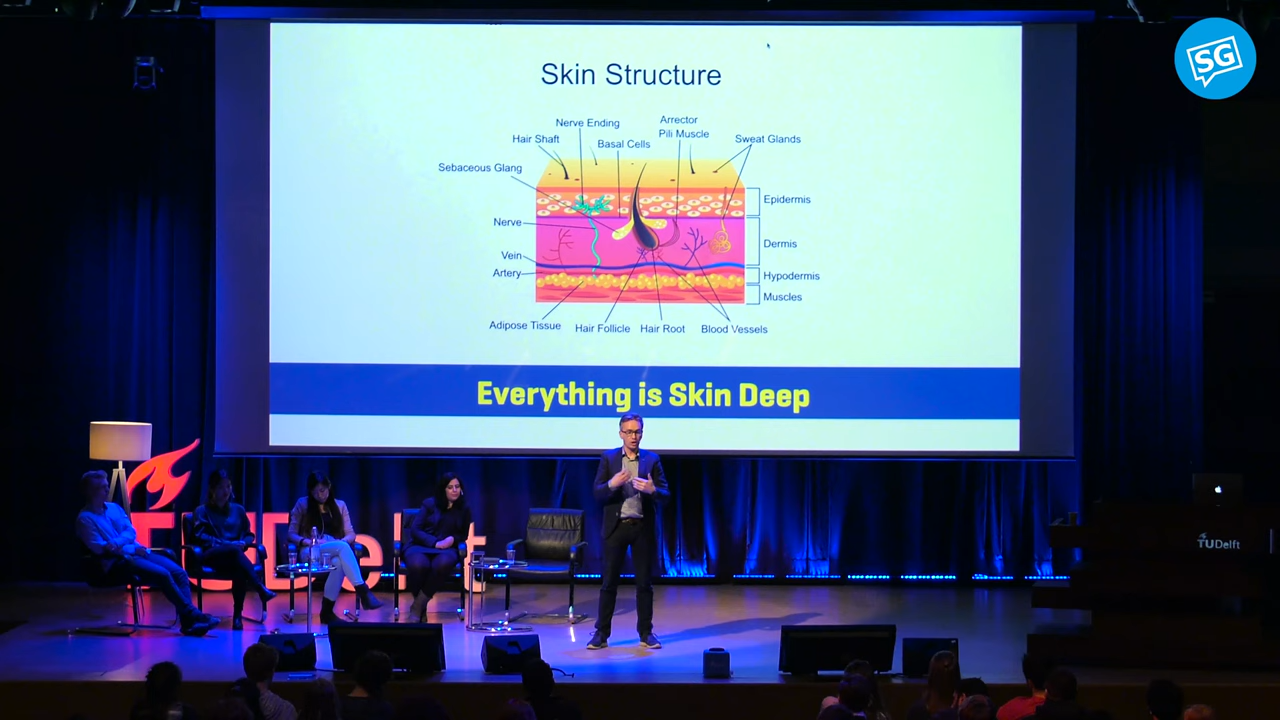 SG
Skin Structure
Nerve Ending
Arrector
Pili Muscle
Hair Shaft
Basal Cells
Sweat Glands
Sebaceous Glang
Epidermis
Nerve
Dermis
Vein
Artery
Hypodermis
Muscles
Adipose Tissue
Hair Follicle
Hair Root
Blood Vessels
Everything is Skin Deep
TUDelft
TUDelft